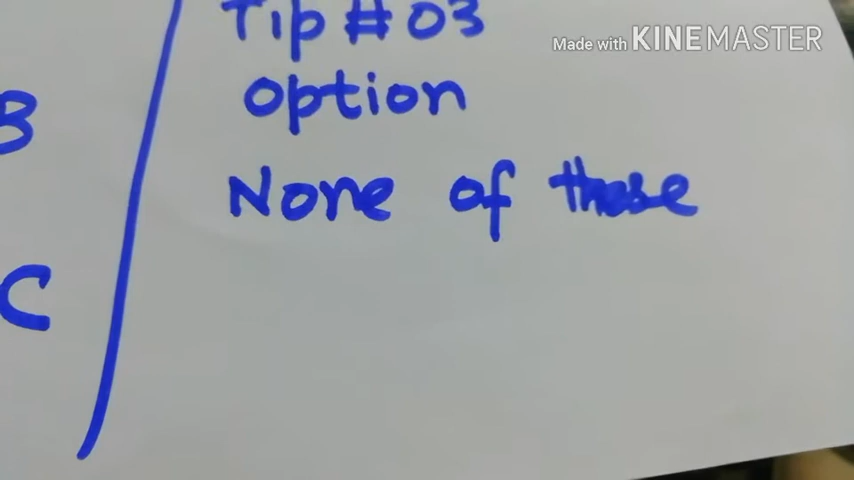 Tip # 03
Made with KINEMASTER
option
B
None of these
C